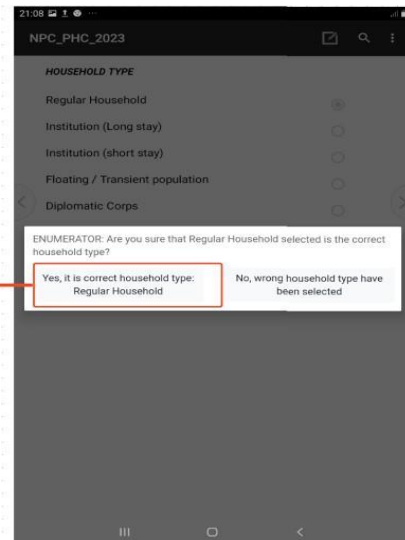 21:08
NPC_PHC_2023
HOUSEHOLD TYPE
Regular Household
Institution (Long stay)
Institution (short stay)
Floating / Transient population
Diplomatic Corps
ENUMERATOR: Are you sure that Regular Household selected is the correct
household type?
Yes, it is correct household type:
Regular Household
No, wrong household type have
been selected